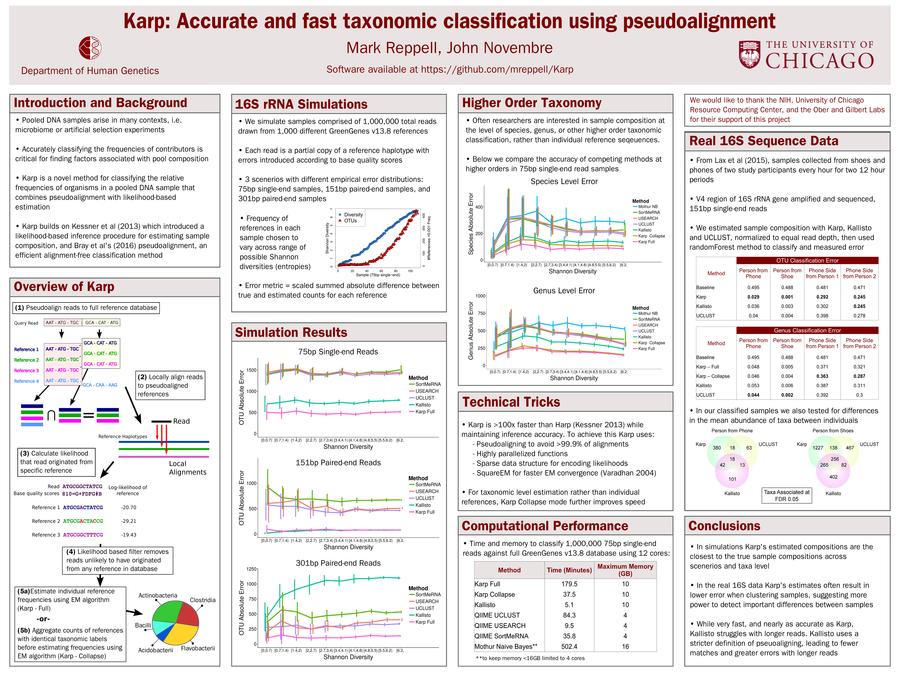 Karp: Accurate and fast taxonomic classification using pseudoalignment
Mark Reppell, John Novembre
Software available at https://github.com/mreppell/Karp
Department of Human Genetics
THE UNIVERSITY OF
CHICAGO
Introduction and Background
• Pooled DNA samples arise in many contexts, i.e.
microbiome or artificial selection experiments
• Accurately classifying the frequencies of contributors is
critical for finding factors associated with pool composition
• Karp is a novel method for classifying the relative
frequencies of organisms in a pooled DNA sample that
combines pseudoalignment with likelihood-based
estimation
• Karp builds on Kessner et al (2013) which introduced a
likelihood-based inference procedure for estimating sample
composition, and Bray et al's (2016) pseudoalignment, an
efficient alignment-free classification method
Overview of Karp
(1) Pseudoalign reads to full reference database
Query Read
AAT - ATG - TGC
GCA - CAT - ATG
Reference 1
AAT - ATG - TGC
GCA - CAT - ATG
Reference 2
AAT - ATG - TGC
GCG - CAT - ATG
Reference 3
AAT - ATG - TGC
GCG - CAT - ATG
Reference 4
AAT - ATG - TGC
GCA - CAA - AAG
(2) Locally align reads
to pseudoaligned
references
Read
Reference Haplotypes
(3) Calculate likelihood
that read originated from
specific reference
Local
Alignments
Read ATGCGGCTATCG
Base quality scores
Log-likelihood of
reference
Reference 1 ATGCGACTATCG -20.70
Reference 2 ATGCGACTACCG -29.21
Reference 3 ATGCGGCTTTCG -40.43
(4) Likelihood based filter removes
reads unlikely to have originated
from any reference in database
(5a)Estimate individual reference
frequencies using EM algorithm
(Karp - Full)
-or-
(5b) Aggregate counts of references
with identical taxonomic labels
before estimating frequencies using
EM algorithm (Karp - Collapse)
Actinobacteria
Clostridia
Bacilli
Acidobacterii
Flavobacterii
16S rRNA Simulations
• We simulate samples comprised of 1,000,000 total reads
drawn from 1,000 different GreenGenes v13.8 references
• Each read is a partial copy of a reference haplotype with
errors introduced according to base quality scores
• 3 scenarios with different empirical error distributions:
75bp single-end samples, 151bp paired-end samples, and
301bp paired-end samples
• Frequency of
references in each
sample chosen to
vary across range of
possible Shannon
diversities (entropies)
Diversity
OTUs
Shannon Diversity
Sample (75bp single-end)
• Error metric = scaled summed absolute difference between
true and estimated counts for each reference
Simulation Results
75bp Single-end Reads
OTU Absolute Error
Shannon Diversity
Method
SortMeRNA
USEARCH
UCLUST
Kallisto
Karp Full
151bp Paired-end Reads
OTU Absolute Error
Shannon Diversity
Method
SortMeRNA
USEARCH
UCLUST
Kallisto
Karp Full
301bp Paired-end Reads
OTU Absolute Error
Shannon Diversity
Method
SortMeRNA
USEARCH
UCLUST
Kallisto
Karp Full
Higher Order Taxonomy
• Often researchers are interested in sample composition at
the level of species, genus, or other higher order taxonomic
classification, rather than individual reference seqeuences.
• Below we compare the accuracy of competing methods at
higher orders in 75bp single-end read samples
Species Level Error
Species Absolute Error
Shannon Diversity
Method
Mothur NB
SortMeRNA
USEARCH
UCLUST
Kallisto
Karp Collapse
Karp Full
Genus Level Error
Genus Absolute Error
Shannon Diversity
Method
Mothur NB
SortMeRNA
USEARCH
UCLUST
Kallisto
Karp Collapse
Karp Full
Technical Tricks
• Karp is >100x faster than Harp (Kessner 2013) while
maintaining inference accuracy. To achieve this Karp uses:
- Pseudoaligning to avoid >99.9% of alignments
- Highly parallelized functions
- Sparse data structure for encoding likelihoods
- SquareEM for faster EM convergence (Varadhan 2004)
• For taxonomic level estimation rather than individual
references, Karp Collapse mode further improves speed
Computational Performance
• Time and memory to classify 1,000,000 75bp single-end
reads against full GreenGenes v13.8 database using 12 cores:
Method Time (Minutes) Maximum Memory (GB)
Karp Full 179.5 10
Karp Collapse 37.5 10
Kallisto 5.1 10
QIIME UCLUST 84.3 4
QIIME USEARCH 9.5 4
QIIME SortMeRNA 35.8 4
Mothur Naive Bayes** 502.4 16
**to keep memory <16GB limited to 4 cores
We would like to thank the NIH, University of Chicago
Resource Computing Center, and the Ober and Gilbert Labs
for their support of this project
Real 16S Sequence Data
• From Lax et al (2015), samples collected from shoes and
phones of two study participants every hour for two 12 hour
periods
• V4 region of 16S rRNA gene amplified and sequenced,
151bp single-end reads
• We estimated sample composition with Karp, Kallisto
and UCLUST, normalized to equal read depth, then used
randomForest method to classify and measured error
OTU Classification Error
Method Person from Phone Person from Shoe Phone Side from Person 1 Phone Side from Person 2
Baseline 0.495 0.488 0.481 0.471
Karp 0.029 0.001 0.292 0.245
Kallisto 0.036 0.003 0.302 0.245
UCLUST 0.04 0.004 0.398 0.278
Genus Classification Error
Method Person from Phone Person from Shoe Phone Side from Person 1 Phone Side from Person 2
Baseline 0.495 0.488 0.481 0.471
Karp – Full 0.048 0.005 0.371 0.321
Karp – Collapse 0.046 0.004 0.363 0.287
Kallisto 0.053 0.006 0.387 0.311
UCLUST 0.044 0.002 0.392 0.3
• In our classified samples we also tested for differences
in the mean abundance of taxa between individuals
Person from Phone
Karp 380 18 63 UCLUST
18
42 13
101
Kallisto
Person from Shoes
Karp 1227 138 467 UCLUST
256
265 82
402
Kallisto
Taxa Associated at
FDR 0.05
Conclusions
• In simulations Karp's estimated compositions are the
closest to the true sample compositions across
scenarios and taxa level
• In the real 16S data Karp's estimates often result in
lower error when clustering samples, suggesting more
power to detect important differences between samples
• While very fast, and nearly as accurate as Karp,
Kallisto struggles with longer reads. Kallisto uses a
stricter definition of pseudoaligning, leading to fewer
matches and greater errors with longer reads